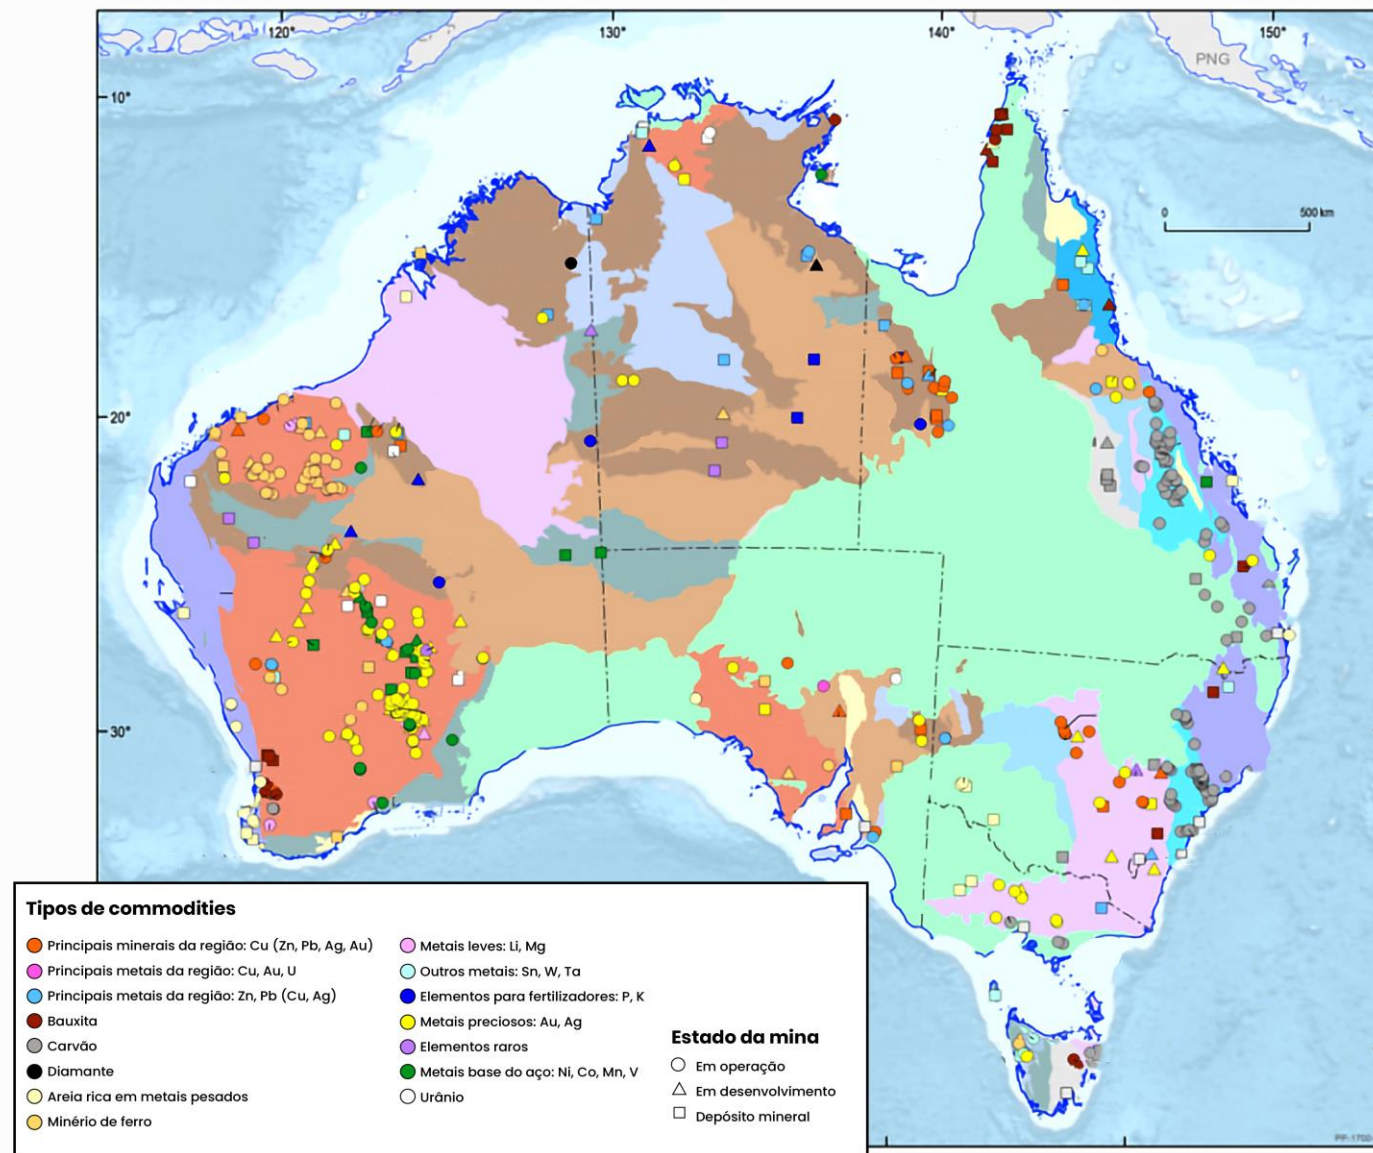 120°
130°
140°
150°
PNG
10°
0
500 km
20°
30°
Tipos de commodities
Principais minerais da região: Cu (Zn, Pb, Ag, Au)
Principais metais da região: Cu, Au, U
Principais metais da região: Zn, Pb (Cu, Ag)
Bauxita
Carvão
Diamante
Areia rica em metais pesados
Minério de ferro
Metais leves: Li, Mg
Outros metais: Sn, W, Ta
Elementos para fertilizadores: P, K
Metais preciosos: Au, Ag
Elementos raros
Metais base do aço: Ni, Co, Mn, V
Urânio
Estado da mina
Em operação
Em desenvolvimento
Depósito mineral